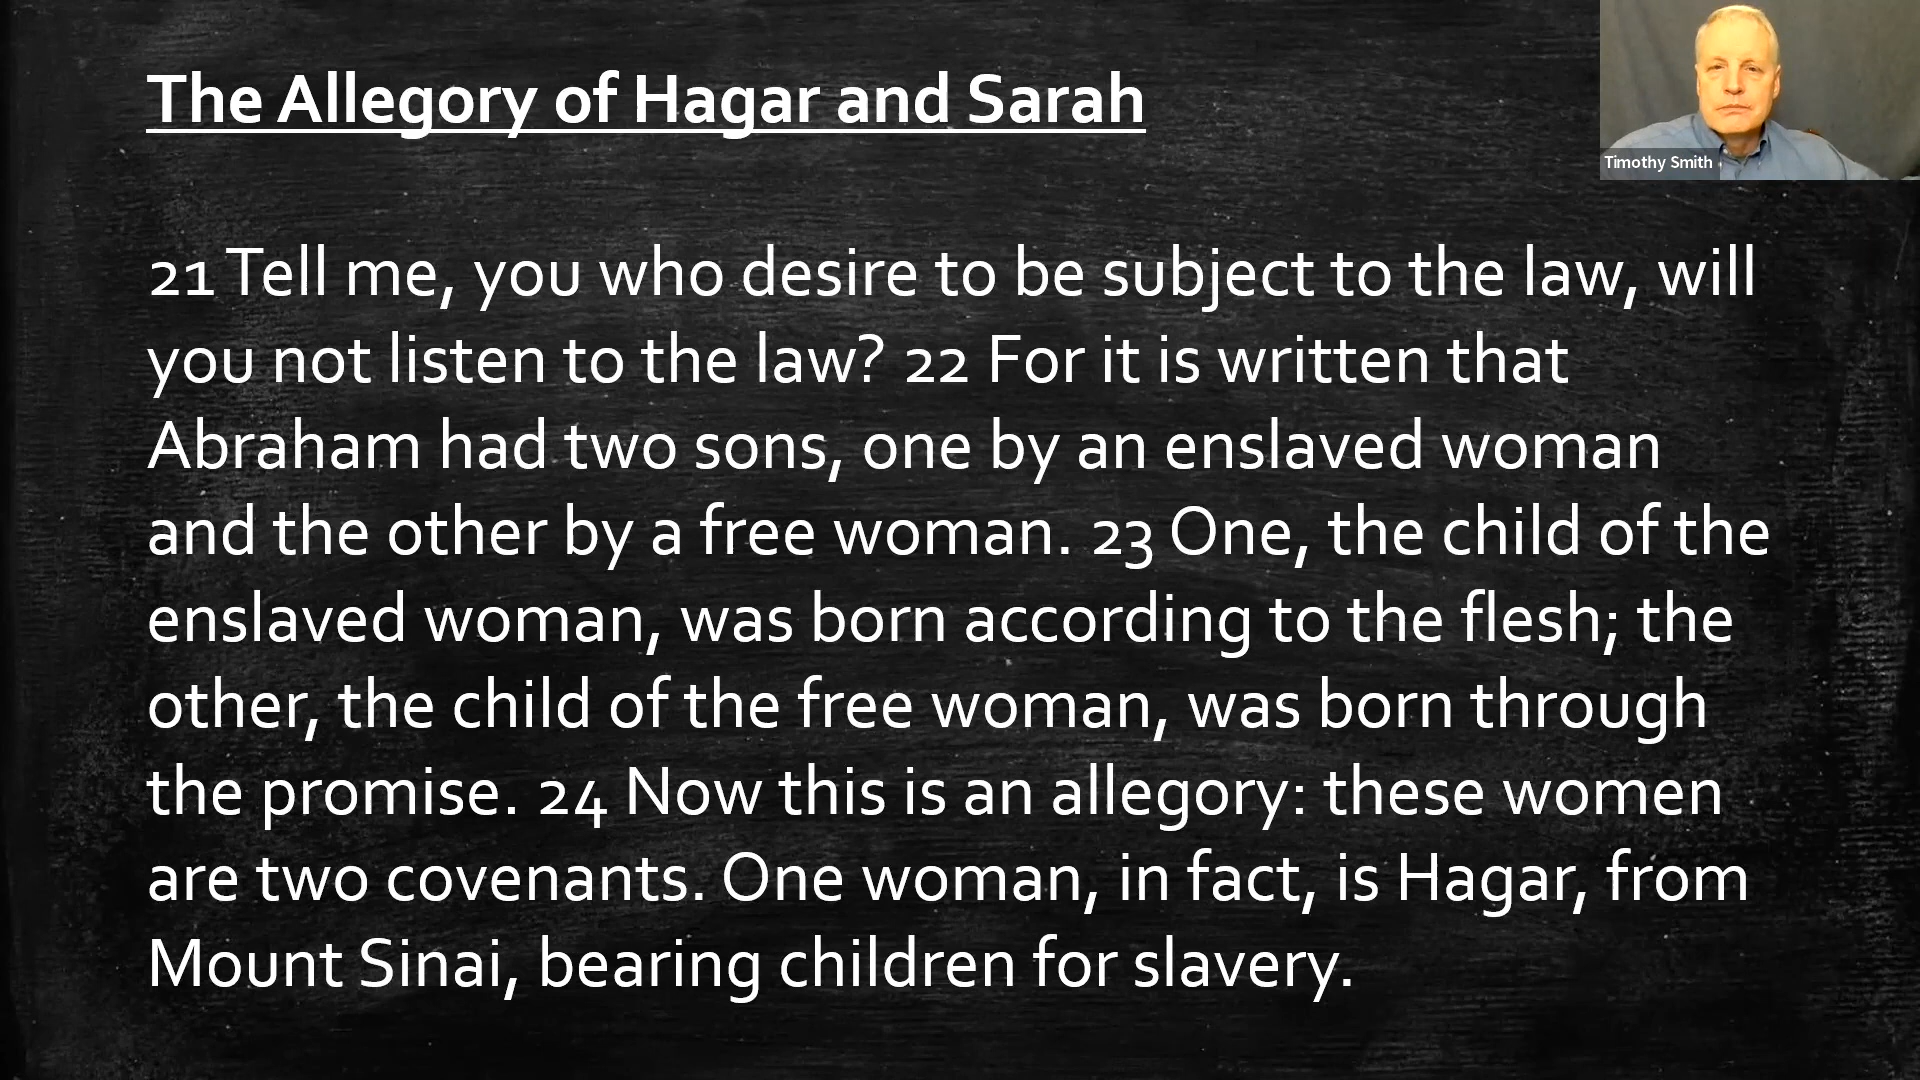 The Allegory of Hagar and Sarah
Timothy Smith
21 Tell me, you who desire to be subject to the law, will
you not listen to the law? 22 For it is written that
Abraham had two sons, one by an enslaved woman
and the other by a free woman. 23 One, the child of the
enslaved woman, was born according to the flesh; the
other, the child of the free woman, was born through
the promise. 24 Now this is an allegory: these women
are two covenants. One woman, in fact, is Hagar, from
Mount Sinai, bearing children for slavery.